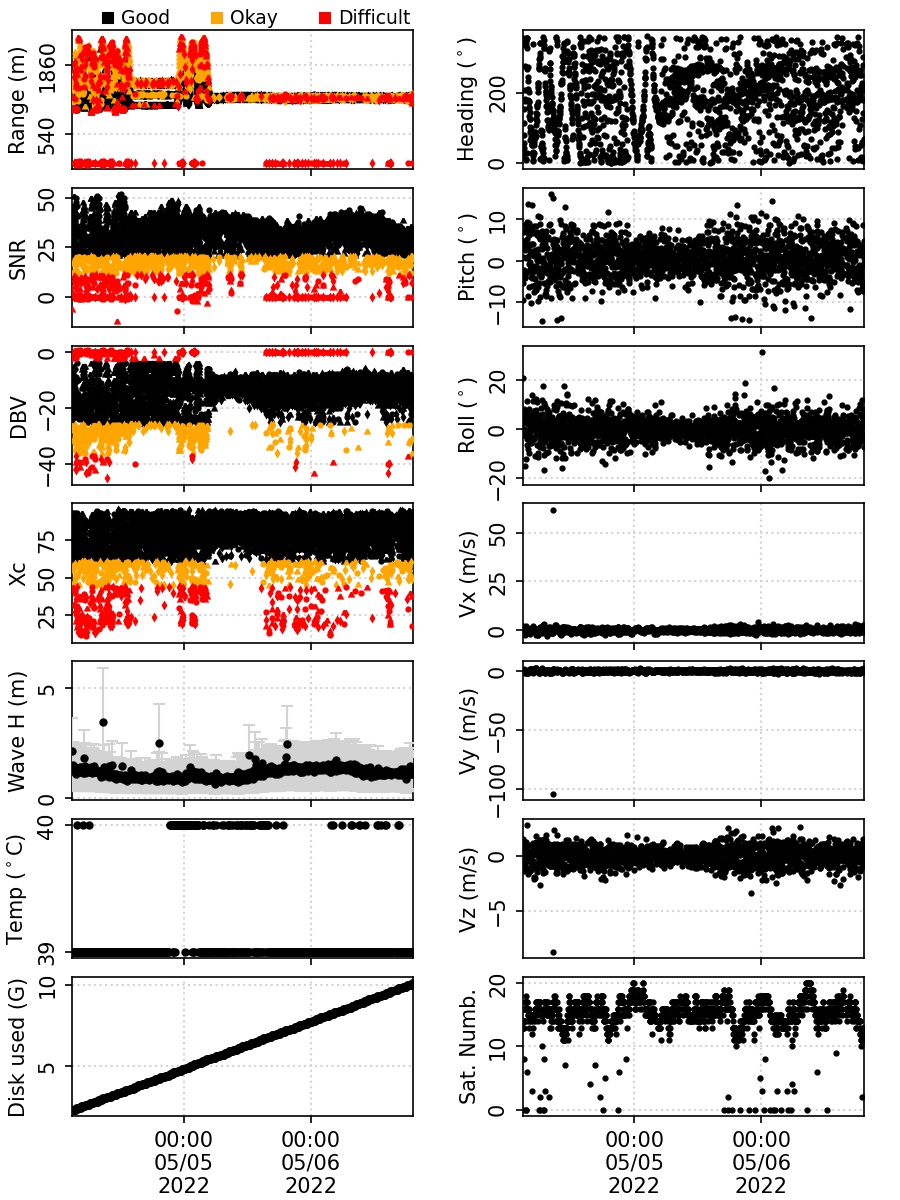 Good Okay Difficult
Range (m)
1860
540
Heading (°)
200
0
SNR
50
25
0
Pitch (°)
10
0
−10
DBV
0
−20
−40
Roll (°)
20
0
−20
Xc
75
50
25
Vx (m/s)
50
25
0
Wave H (m)
5
0
Vy (m/s)
0
−50
−100
Temp (°C)
40
39
Vz (m/s)
0
−5
Disk used (G)
10
5
Sat. Numb.
20
10
0
00:00 00:00 00:00 00:00
05/05 05/06 05/05 05/06
2022 2022 2022 2022